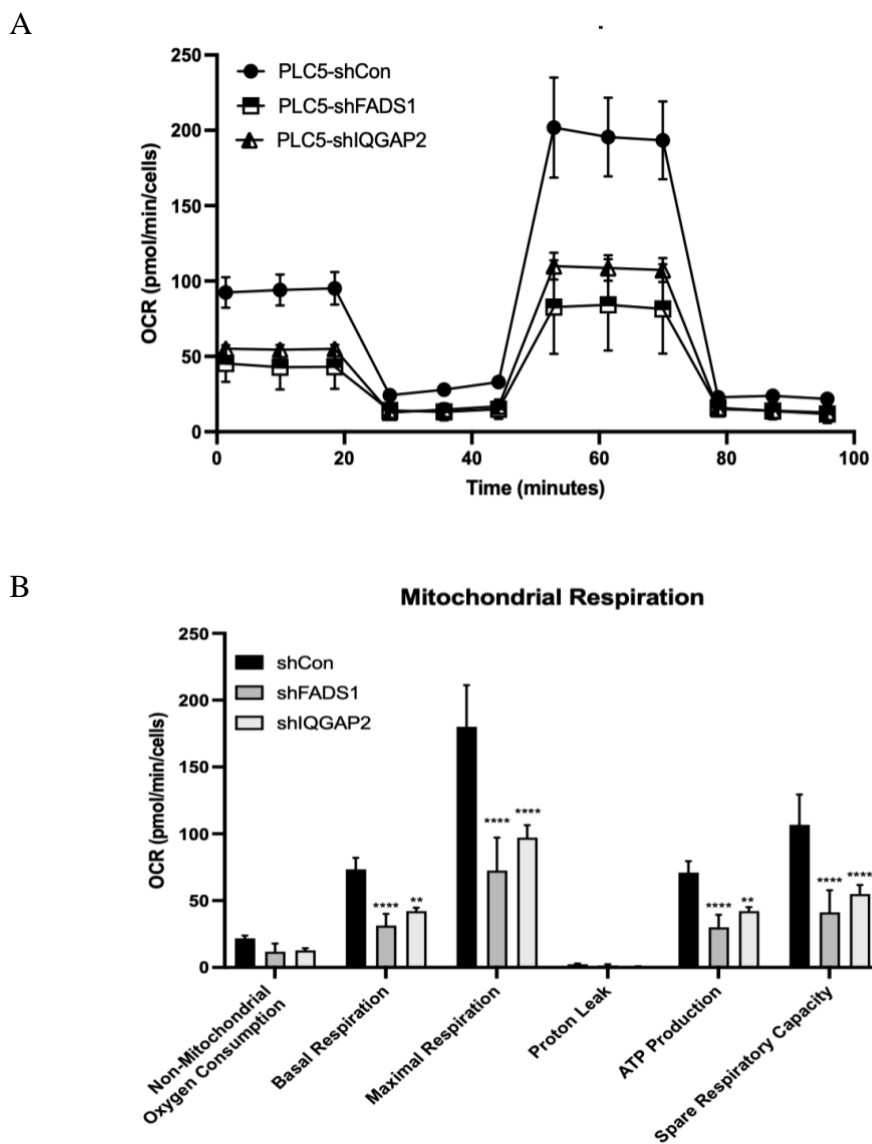 A
250
200
150
100
50
0
OCR (pmol/min/cells)
PLC5-shCon
PLC5-shFADS1
PLC5-shIQGAP2
0 20 40 60 80 100
Time (minutes)
B
Mitochondrial Respiration
250
200
150
100
50
0
OCR (pmol/min/cells)
shCon
shFADS1
shIQGAP2
**** **
**** ****
**** **
**** ****
Non-Mitochondrial
Oxygen Consumption
Basal Respiration
Maximal Respiration
Proton Leak
ATP Production
Spare Respiratory Capacity